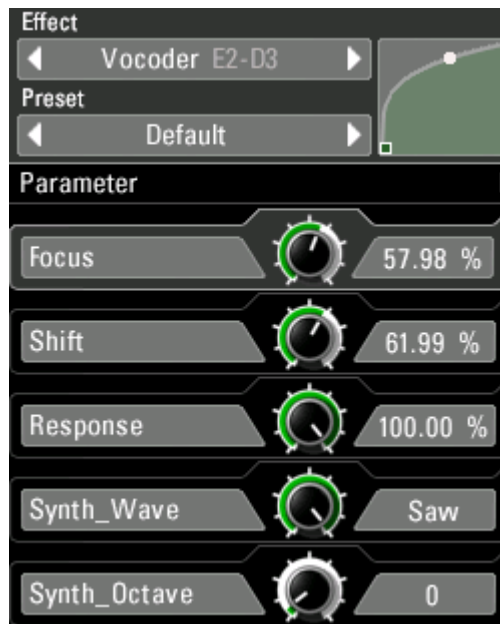 Effect
Vocoder E2-D3
Preset
Default
Parameter
Focus 57.98 %
Shift 61.99 %
Response 100.00 %
Synth_Wave Saw
Synth_Octave 0